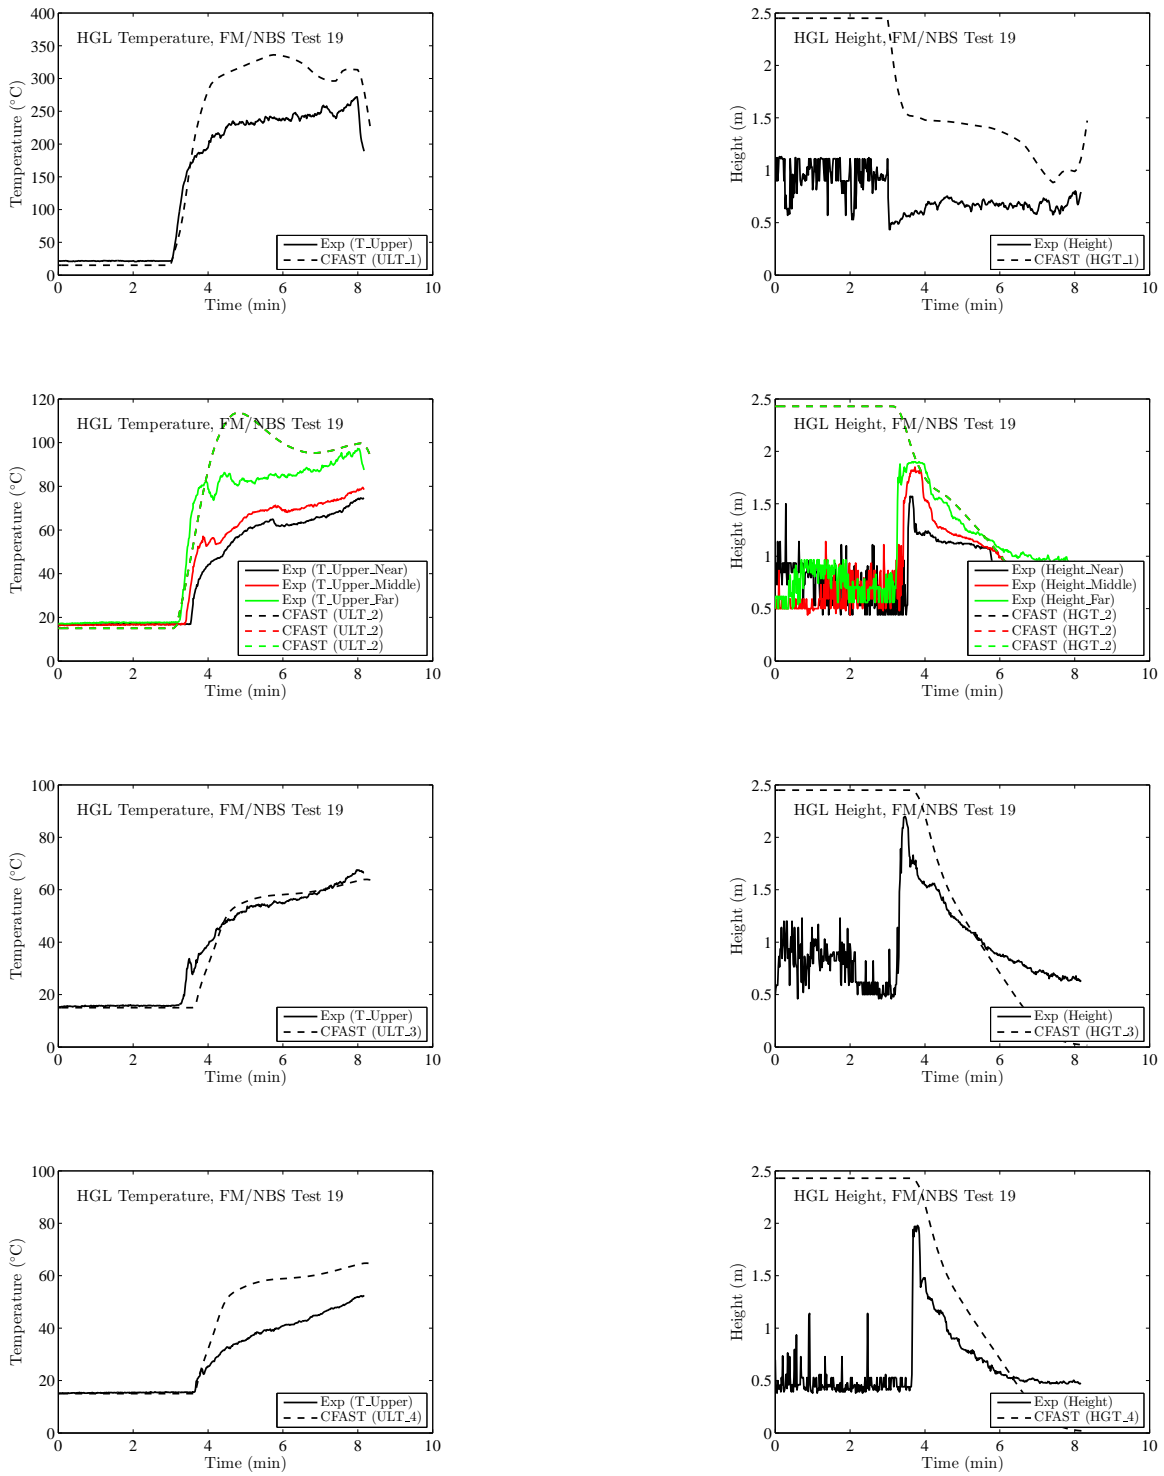 HGL Temperature, FM/NBS Test 19
Temperature (°C)
400
350
300
250
200
150
100
50
0
Exp (T_Upper)
CFAST (ULT_1)
0 2 4 6 8 10
Time (min)
HGL Height, FM/NBS Test 19
Height (m)
2.5
2
1.5
1
0.5
0
Exp (Height)
CFAST (HGT_1)
0 2 4 6 8 10
Time (min)
HGL Temperature, FM/NBS Test 19
Temperature (°C)
120
100
80
60
40
20
0
Exp (T_Upper_Near)
Exp (T_Upper_Middle)
Exp (T_Upper_Far)
CFAST (ULT_2)
CFAST (ULT_2)
CFAST (ULT_2)
0 2 4 6 8 10
Time (min)
HGL Height, FM/NBS Test 19
Height (m)
2.5
2
1.5
1
0.5
0
Exp (Height_Near)
Exp (Height_Middle)
Exp (Height_Far)
CFAST (HGT_2)
CFAST (HGT_2)
CFAST (HGT_2)
0 2 4 6 8 10
Time (min)
HGL Temperature, FM/NBS Test 19
Temperature (°C)
100
80
60
40
20
0
Exp (T_Upper)
CFAST (ULT_3)
0 2 4 6 8 10
Time (min)
HGL Height, FM/NBS Test 19
Height (m)
2.5
2
1.5
1
0.5
0
Exp (Height)
CFAST (HGT_3)
0 2 4 6 8 10
Time (min)
HGL Temperature, FM/NBS Test 19
Temperature (°C)
100
80
60
40
20
0
Exp (T_Upper)
CFAST (ULT_4)
0 2 4 6 8 10
Time (min)
HGL Height, FM/NBS Test 19
Height (m)
2.5
2
1.5
1
0.5
0
Exp (Height)
CFAST (HGT_4)
0 2 4 6 8 10
Time (min)